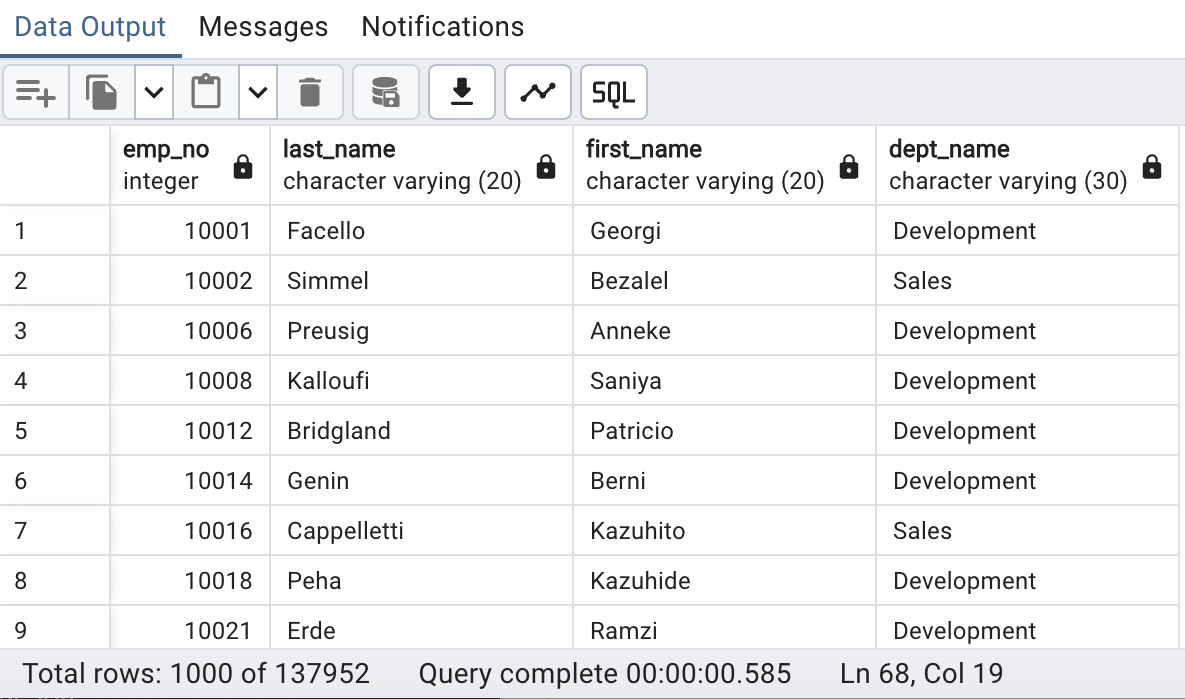 Data Output Messages Notifications
SQL
emp_no last_name first_name dept_name
integer character varying (20) character varying (20) character varying (30)
1 10001 Facello Georgi Development
2 10002 Simmel Bezalel Sales
3 10006 Preusig Anneke Development
4 10008 Kalloufi Saniya Development
5 10012 Bridgland Patricio Development
6 10014 Genin Berni Development
7 10016 Cappelletti Kazuhito Sales
8 10018 Peha Kazuhide Development
9 10021 Erde Ramzi Development
Total rows: 1000 of 137952 Query complete 00:00:00.585 Ln 68, Col 19